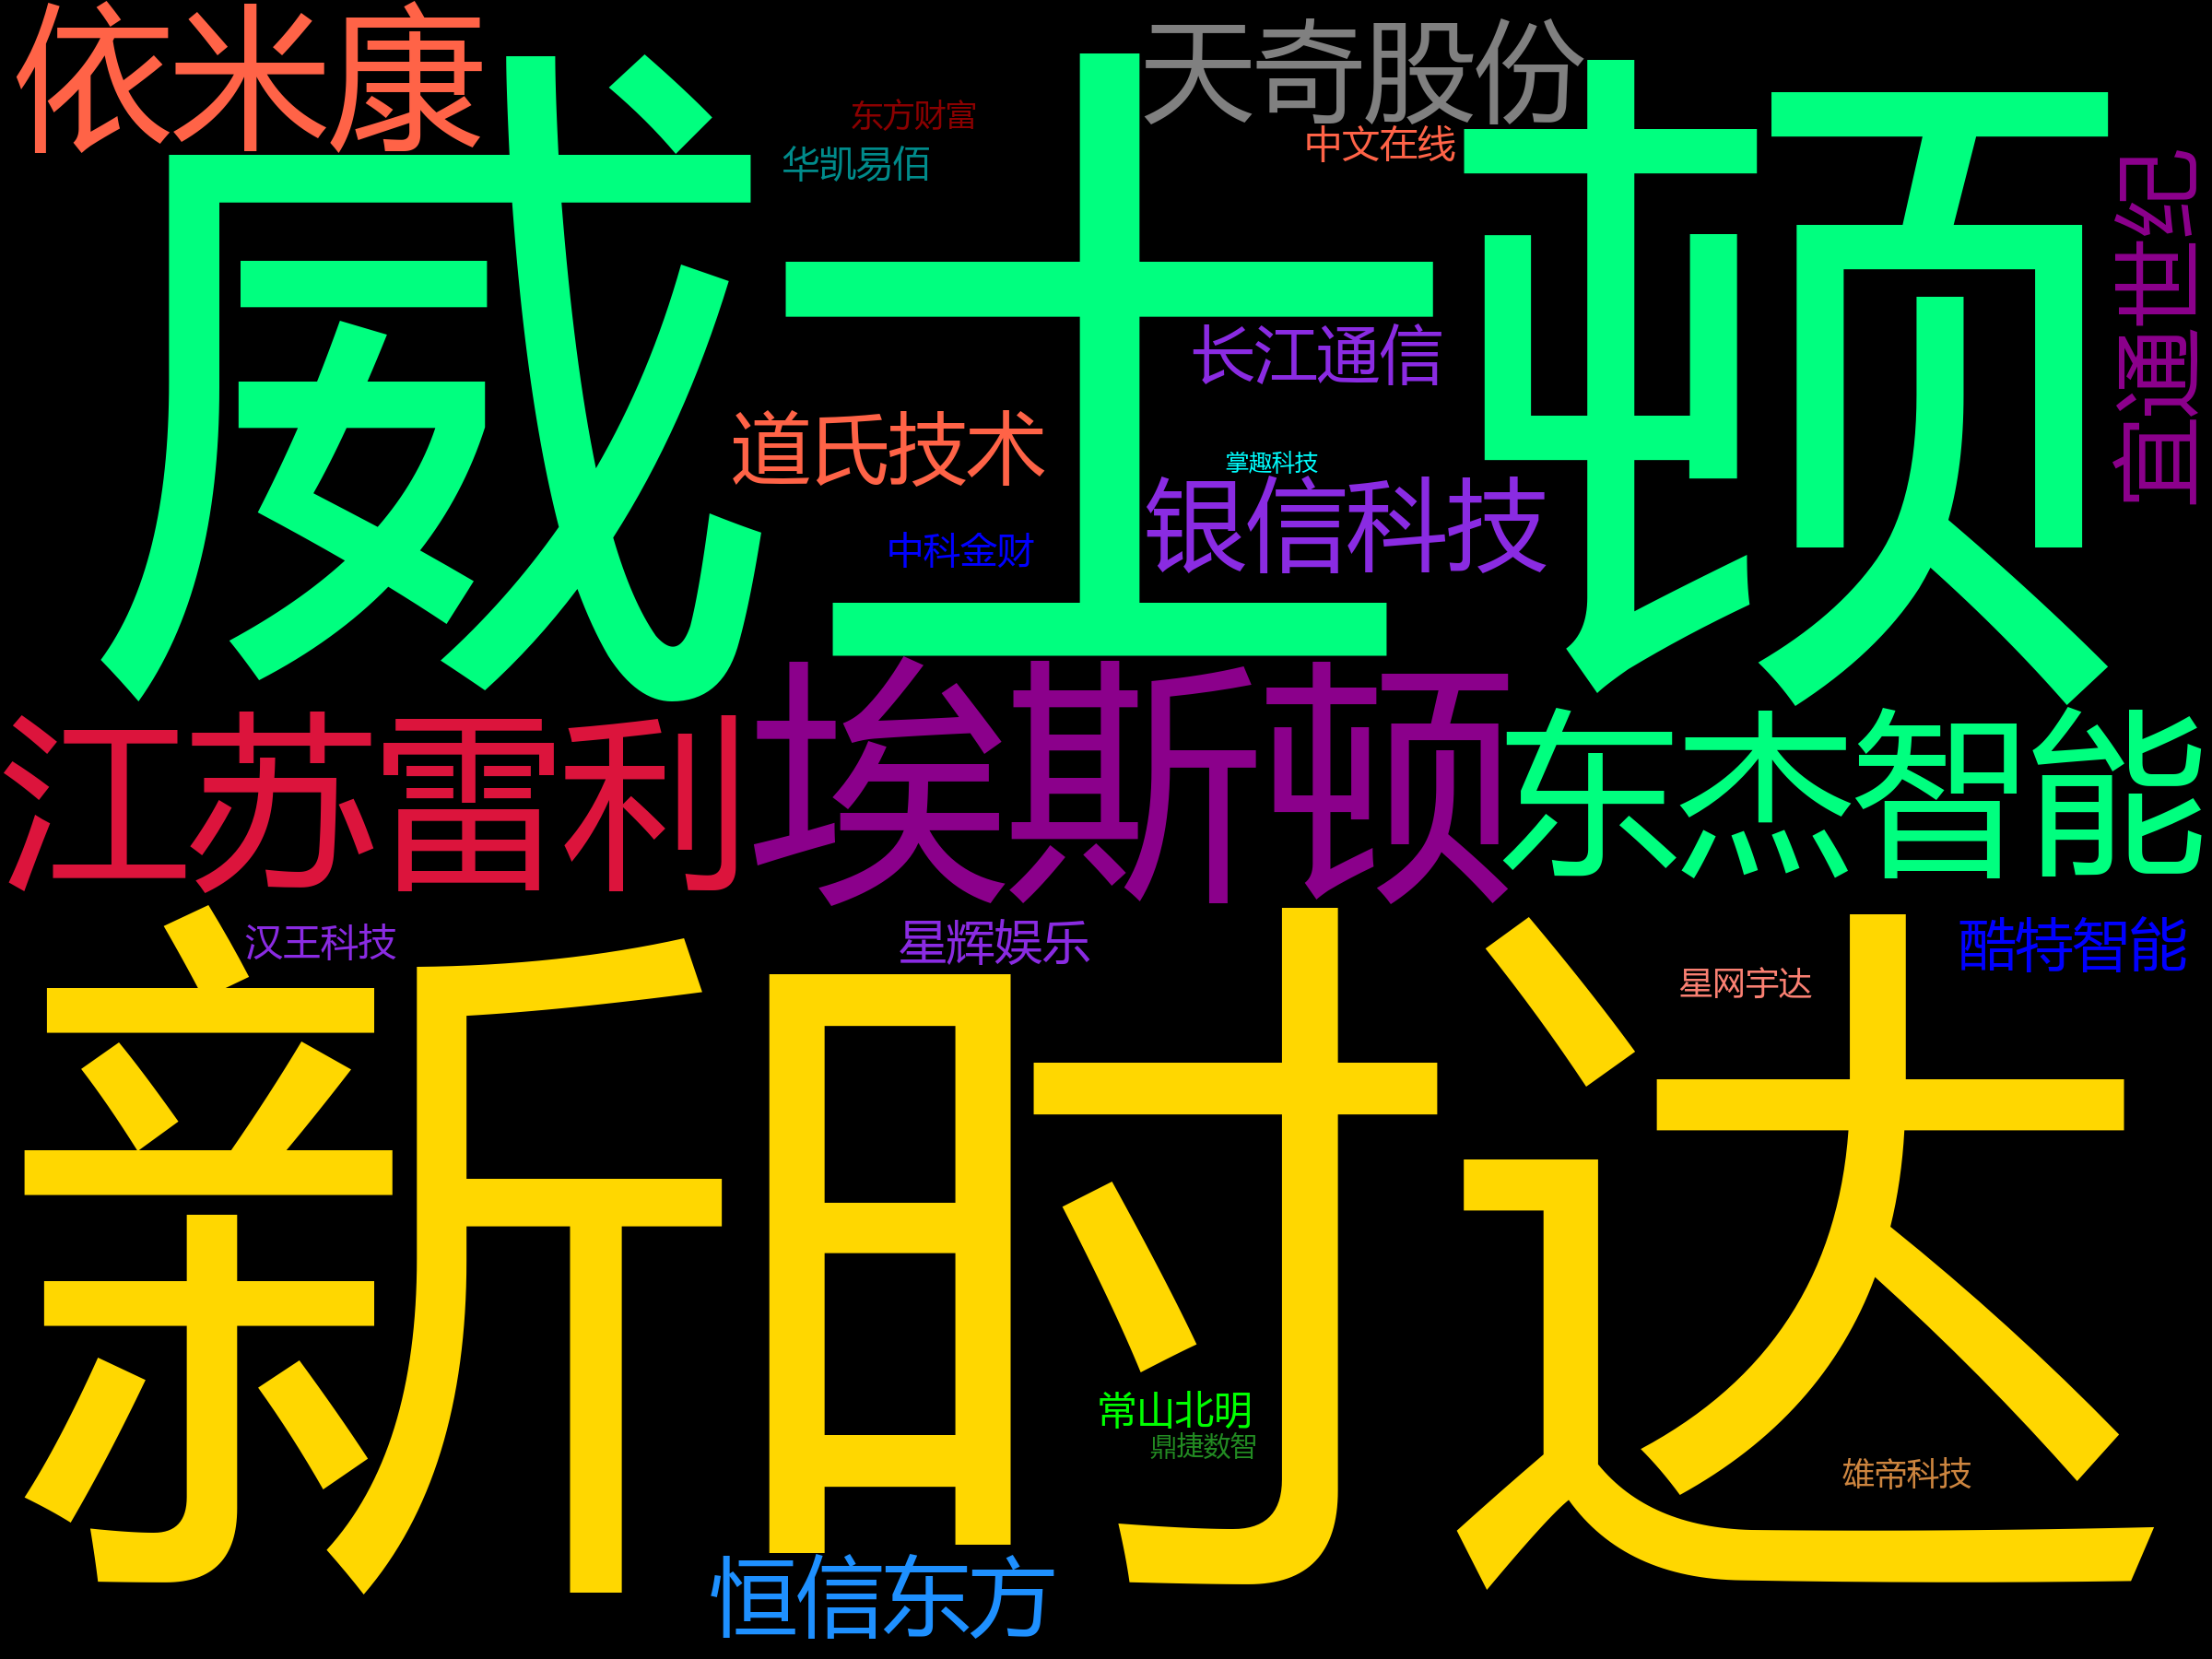 依米康
天奇股份
东方财富
中文在线
华凯易佰
威士顿
宜通世纪
长江通信
道氏技术
掌趣科技
银信科技
中科金财
江苏雷利
埃斯顿
东杰智能
汉王科技
星辉娱乐
酷特智能
星网宇达
新时达
常山北明
鼎捷数智
雄帝科技
恒信东方